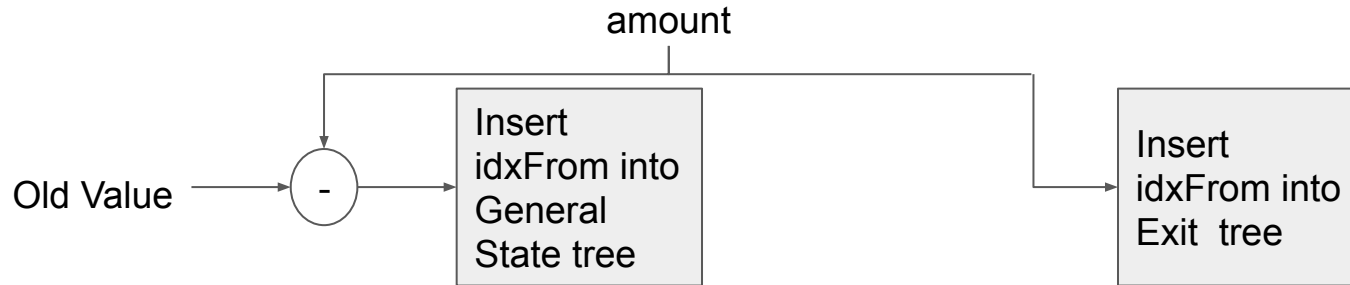 amount
Old Value
-
Insert
idxFrom into
General
State tree
Insert
idxFrom into
Exit tree